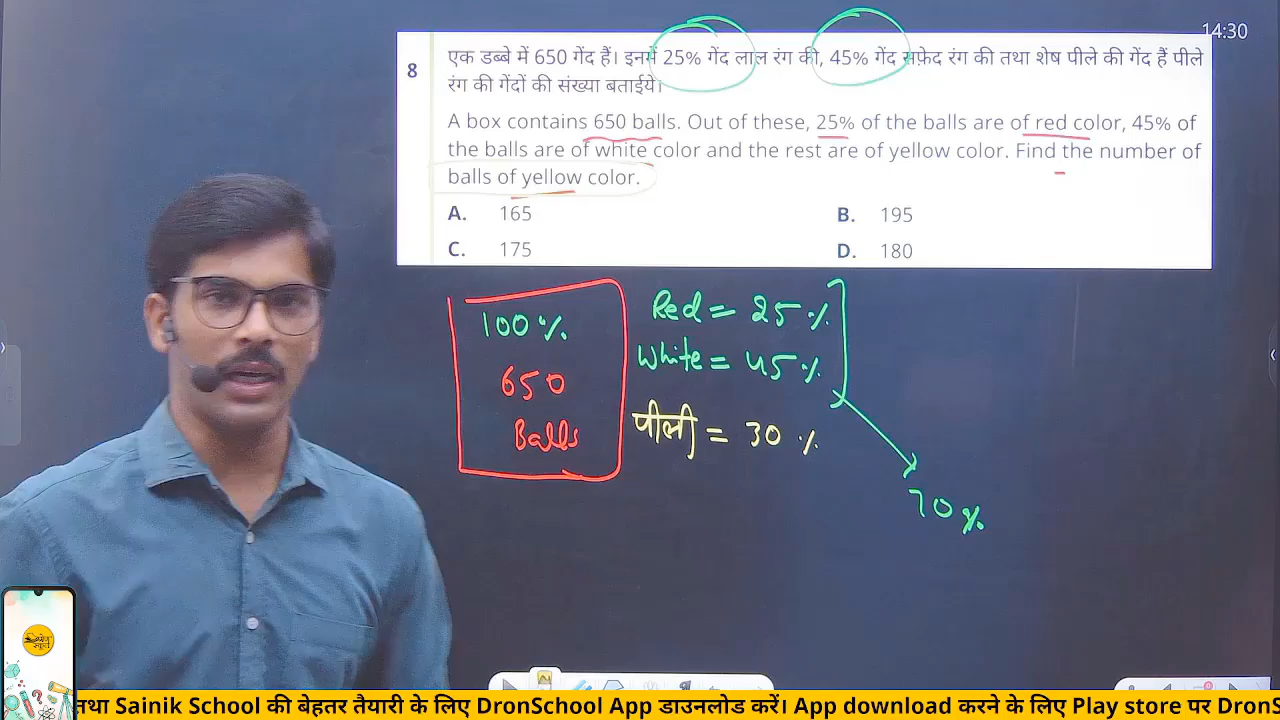 14:30
8
एक डब्बे में 650 गेंद हैं। इनमें 25% गेंद लाल रंग की, 45% गेंद सफ़ेद रंग की तथा शेष पीले की गेंद हैं पीले
रंग की गेंदों की संख्या बताईये।
A box contains 650 balls. Out of these, 25% of the balls are of red color, 45% of
the balls are of white color and the rest are of yellow color. Find the number of
balls of yellow color.
A. 165
B. 195
C. 175
D. 180
100%
650
Balls
Red = 25%
White = 45%
पीली = 30%
70%
तथा Sainik School की बेहतर तैयारी के लिए DronSchool App डाउनलोड करें। App download करने के लिए Play store पर DronS